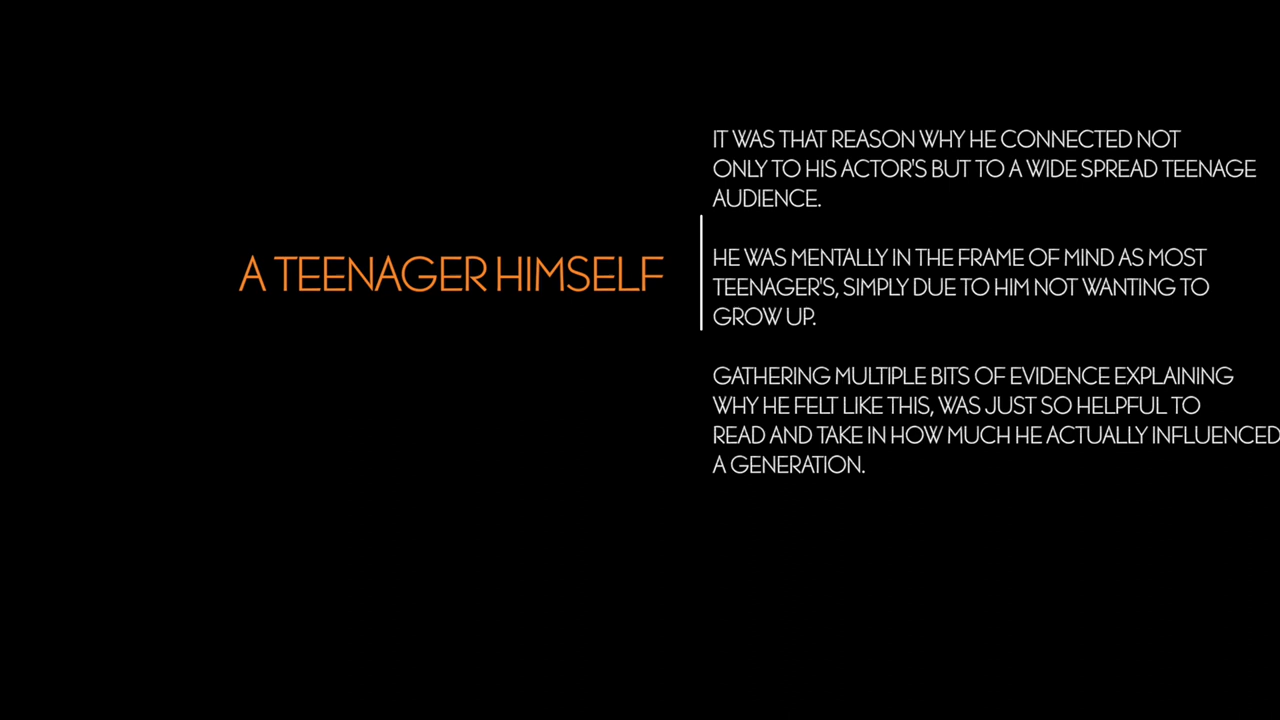 A TEENAGER HIMSELF
IT WAS THAT REASON WHY HE CONNECTED NOT
ONLY TO HIS ACTOR'S BUT TO A WIDE SPREAD TEENAGE
AUDIENCE.
HE WAS MENTALLY IN THE FRAME OF MIND AS MOST
TEENAGER'S, SIMPLY DUE TO HIM NOT WANTING TO
GROW UP.
GATHERING MULTIPLE BITS OF EVIDENCE EXPLAINING
WHY HE FELT LIKE THIS, WAS JUST SO HELPFUL TO
READ AND TAKE IN HOW MUCH HE ACTUALLY INFLUENCED
A GENERATION.